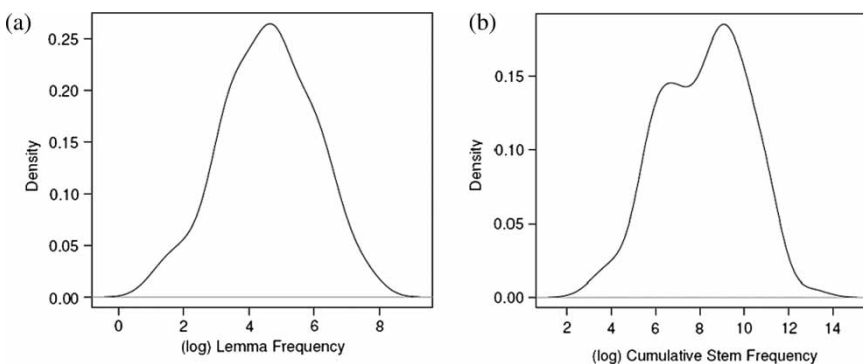 (a)
Density
0.25
0.20
0.15
0.10
0.05
0.00
0 2 4 6 8
(log) Lemma Frequency
(b)
Density
0.15
0.10
0.05
0.00
2 4 6 8 10 12 14
(log) Cumulative Stem Frequency